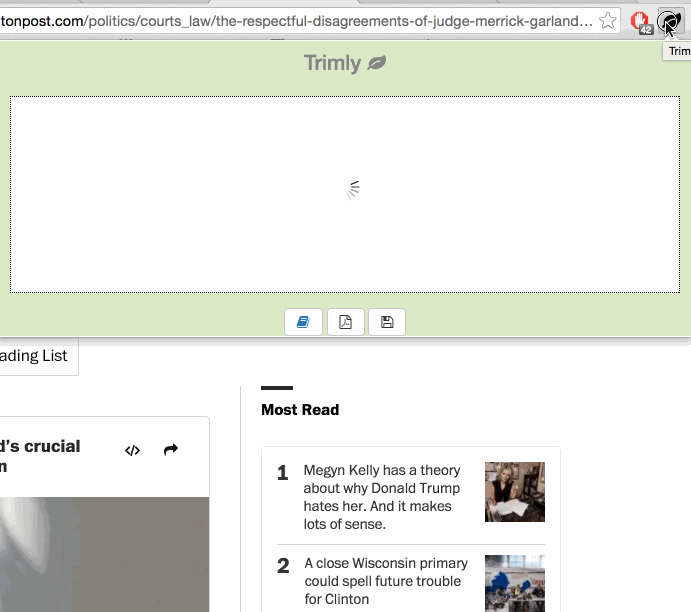 tonpost.com/politics/courts_law/the-respectful-disagreements-of-judge-merrick-garland...
42
Trim
Trimly
ading List
Most Read
d's crucial
n
1 Megyn Kelly has a theory
about why Donald Trump
hates her. And it makes
lots of sense.
2 A close Wisconsin primary
could spell future trouble
for Clinton